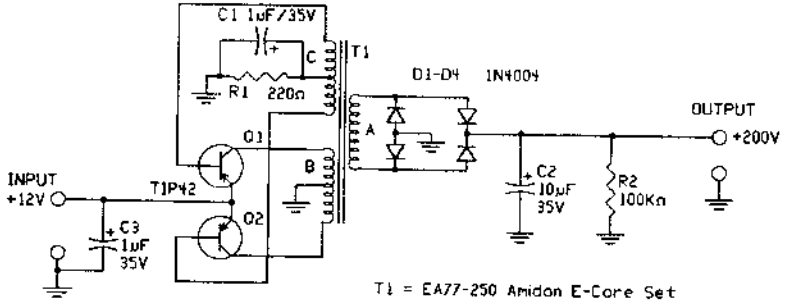 C1 1µF/35V
+
C
T1
R1
220Ω
D1-D4 1N4004
OUTPUT
+200V
A
Q1
B
INPUT
+12V
TIP42
Q2
+ C3
1µF
35V
+ C2
10µF
35V
R2
100KΩ
T1 = EA77-250 Amidon E-Core Set